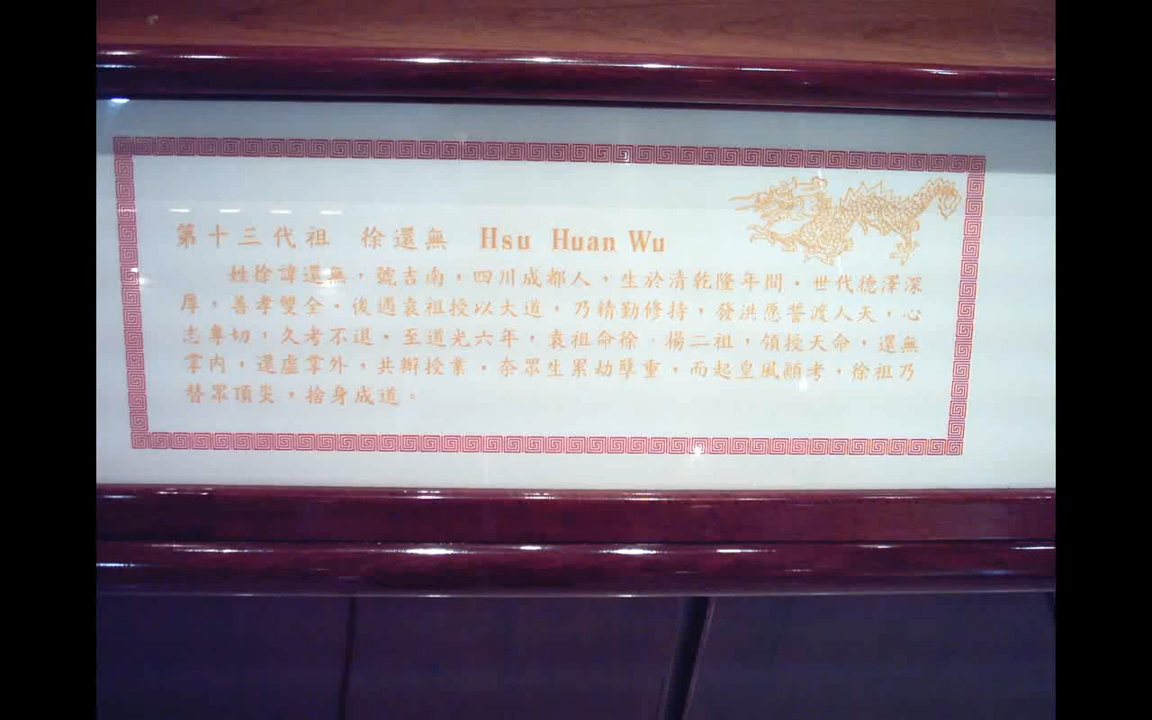 第十三代祖 徐還無 Hsu Huan Wu
姓徐諱還無，號吉南，四川成都人，生於清乾隆年間。世代德澤深
厚，善孝雙全。後遇袁祖授以大道，乃精勤修持，發洪愿誓渡人天，心
志專切，久考不退。至道光六年，袁祖命徐·楊二祖，領授天命，還無
掌內，還虛掌外，共辦授業。奈眾生累劫孽重，而起皇風顯考，徐祖乃
替眾頂災，捨身成道。